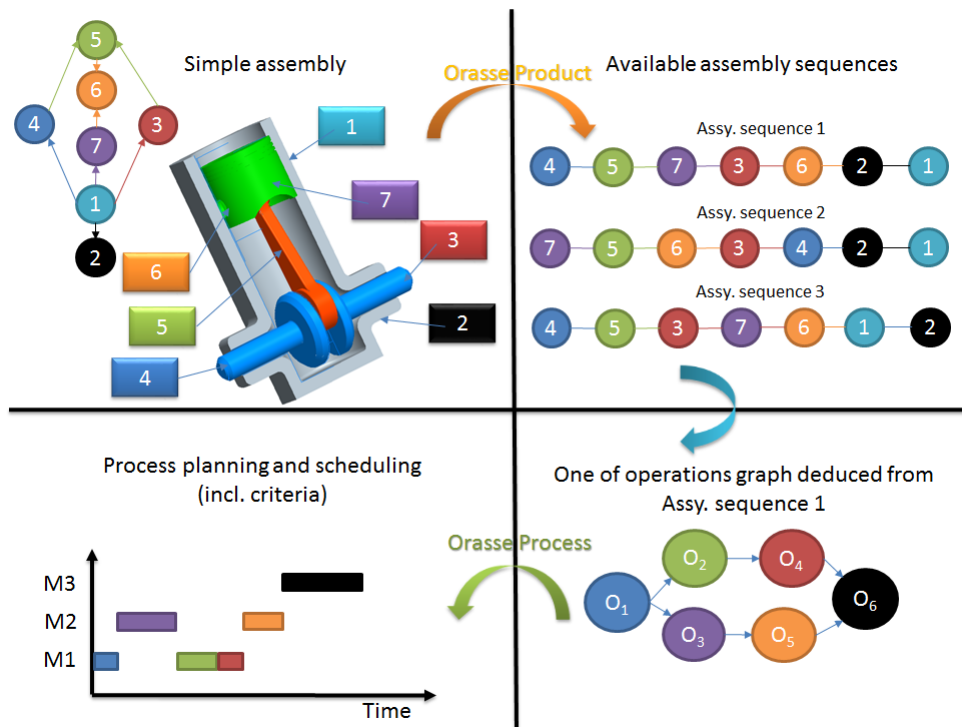 Simple assembly
5
6
4
3
7
1
2
1
7
3
6
2
5
4
Orasse Product
Available assembly sequences
Assy. sequence 1
4 5 7 3 6 2 1
Assy. sequence 2
7 5 6 3 4 2 1
Assy. sequence 3
4 5 3 7 6 1 2
Process planning and scheduling
(incl. criteria)
M3
M2
M1
Time
Orasse Process
One of operations graph deduced from
Assy. sequence 1
O₂ O₄
O₁ O₆
O₃ O₅